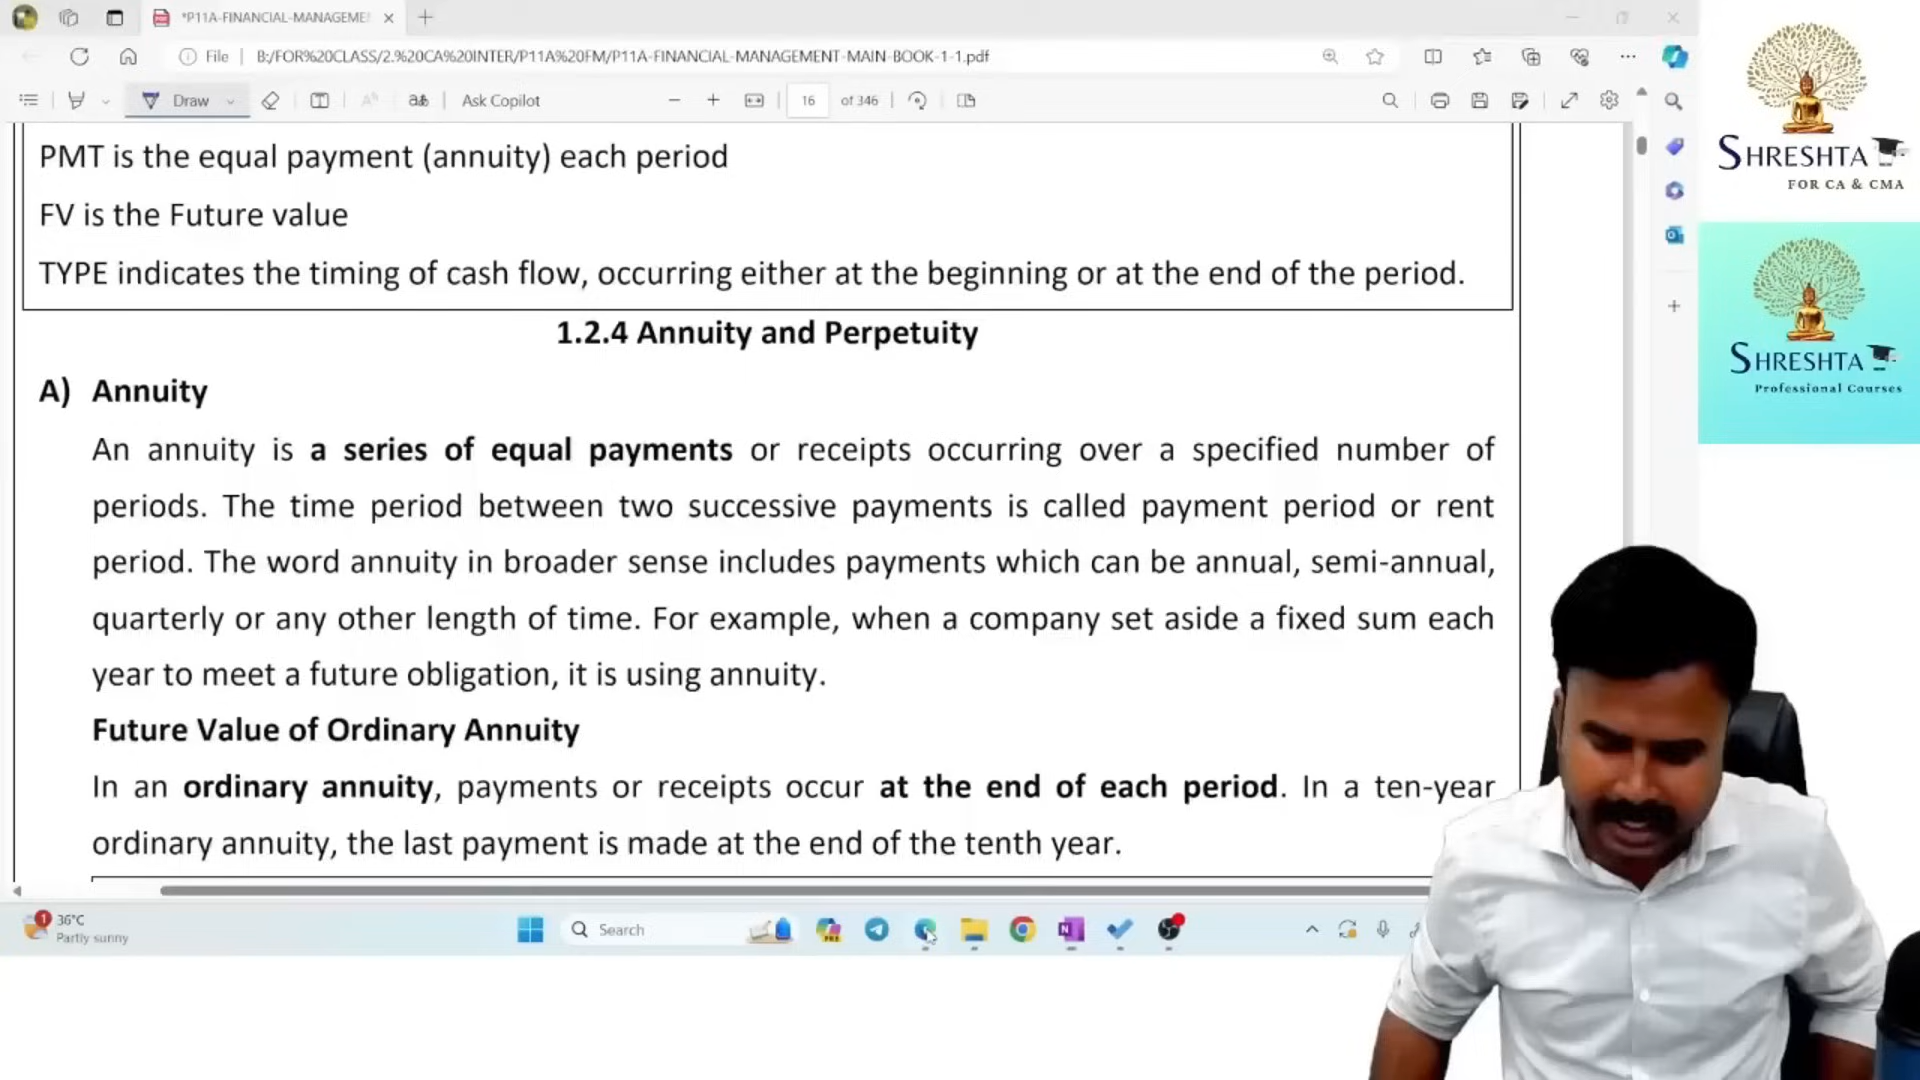 *P11A-FINANCIAL-MANAGEME
File
B:/FOR%20CLASS/2.%20CA%20INTER/P11A%20FM/P11A-FINANCIAL-MANAGEMENT-MAIN-BOOK-1-1.pdf
Draw
Ask Copilot
16 of 346
PMT is the equal payment (annuity) each period
FV is the Future value
TYPE indicates the timing of cash flow, occurring either at the beginning or at the end of the period.
1.2.4 Annuity and Perpetuity
A) Annuity
An annuity is a series of equal payments or receipts occurring over a specified number of
periods. The time period between two successive payments is called payment period or rent
period. The word annuity in broader sense includes payments which can be annual, semi-annual,
quarterly or any other length of time. For example, when a company set aside a fixed sum each
year to meet a future obligation, it is using annuity.
Future Value of Ordinary Annuity
In an ordinary annuity, payments or receipts occur at the end of each period. In a ten-year
ordinary annuity, the last payment is made at the end of the tenth year.
1
36°C
Partly sunny
Search
SHRESHTA
FOR CA & CMA
SHRESHTA
Professional Courses